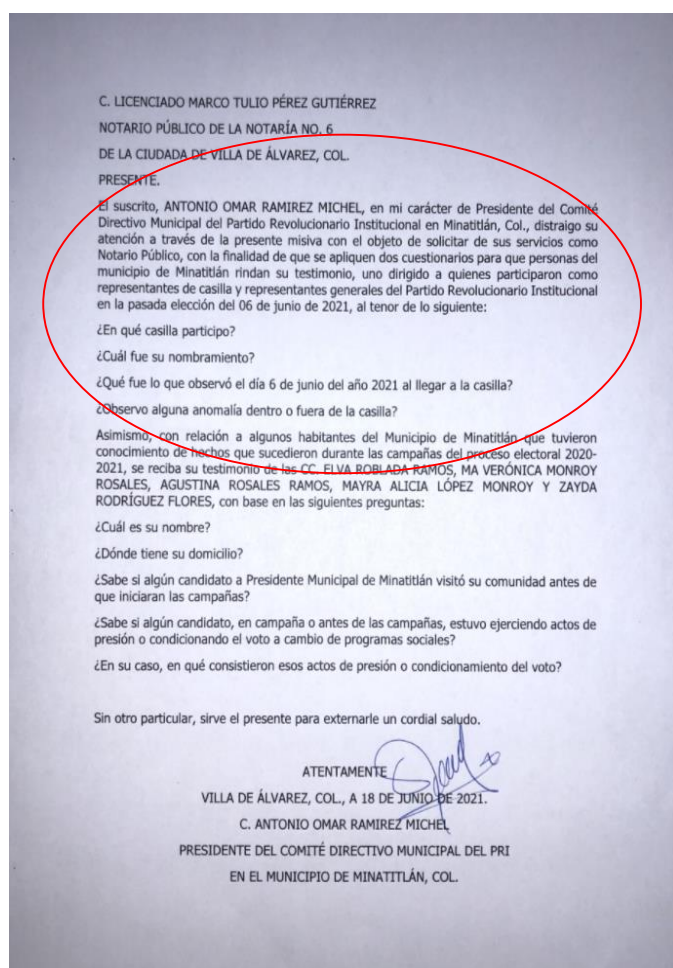 C. LICENCIADO MARCO TULIO PÉREZ GUTIÉRREZ
NOTARIO PÚBLICO DE LA NOTARÍA NO. 6
DE LA CIUDADA DE VILLA DE ÁLVAREZ, COL.
PRESENTE.
El suscrito, ANTONIO OMAR RAMIREZ MICHEL, en mi carácter de Presidente del Comité
Directivo Municipal del Partido Revolucionario Institucional en Minatitlán, Col., distraigo su
atención a través de la presente misiva con el objeto de solicitar de sus servicios como
Notario Público, con la finalidad de que se apliquen dos cuestionarios para que personas del
municipio de Minatitlán rindan su testimonio, uno dirigido a quienes participaron como
representantes de casilla y representantes generales del Partido Revolucionario Institucional
en la pasada elección del 06 de junio de 2021, al tenor de lo siguiente:
¿En qué casilla participo?
¿Cuál fue su nombramiento?
¿Qué fue lo que observó el día 6 de junio del año 2021 al llegar a la casilla?
¿Observo alguna anomalía dentro o fuera de la casilla?
Asimismo, con relación a algunos habitantes del Municipio de Minatitlán que tuvieron
conocimiento de hechos que sucedieron durante las campañas del proceso electoral 2020-
2021, se reciba su testimonio de las CC. ELVA ROBLADA RAMOS, MA VERÓNICA MONROY
ROSALES, AGUSTINA ROSALES RAMOS, MAYRA ALICIA LÓPEZ MONROY Y ZAYDA
RODRÍGUEZ FLORES, con base en las siguientes preguntas:
¿Cuál es su nombre?
¿Dónde tiene su domicilio?
¿Sabe si algún candidato a Presidente Municipal de Minatitlán visitó su comunidad antes de
que iniciaran las campañas?
¿Sabe si algún candidato, en campaña o antes de las campañas, estuvo ejerciendo actos de
presión o condicionando el voto a cambio de programas sociales?
¿En su caso, en qué consistieron esos actos de presión o condicionamiento del voto?
Sin otro particular, sirve el presente para externarle un cordial saludo.
ATENTAMENTE
VILLA DE ÁLVAREZ, COL., A 18 DE JUNIO DE 2021.
C. ANTONIO OMAR RAMIREZ MICHEL
PRESIDENTE DEL COMITÉ DIRECTIVO MUNICIPAL DEL PRI
EN EL MUNICIPIO DE MINATITLÁN, COL.